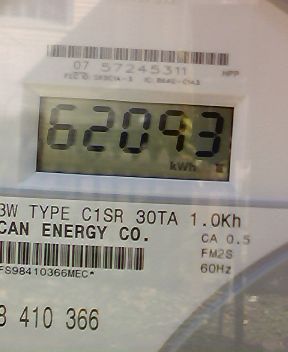 07 57245311
62093
kWh
3W TYPE C1SR 30TA 1.0Kh
CAN ENERGY CO.
CA 0.5
FM2S
60Hz
FS98410366MEC*
8 410 366